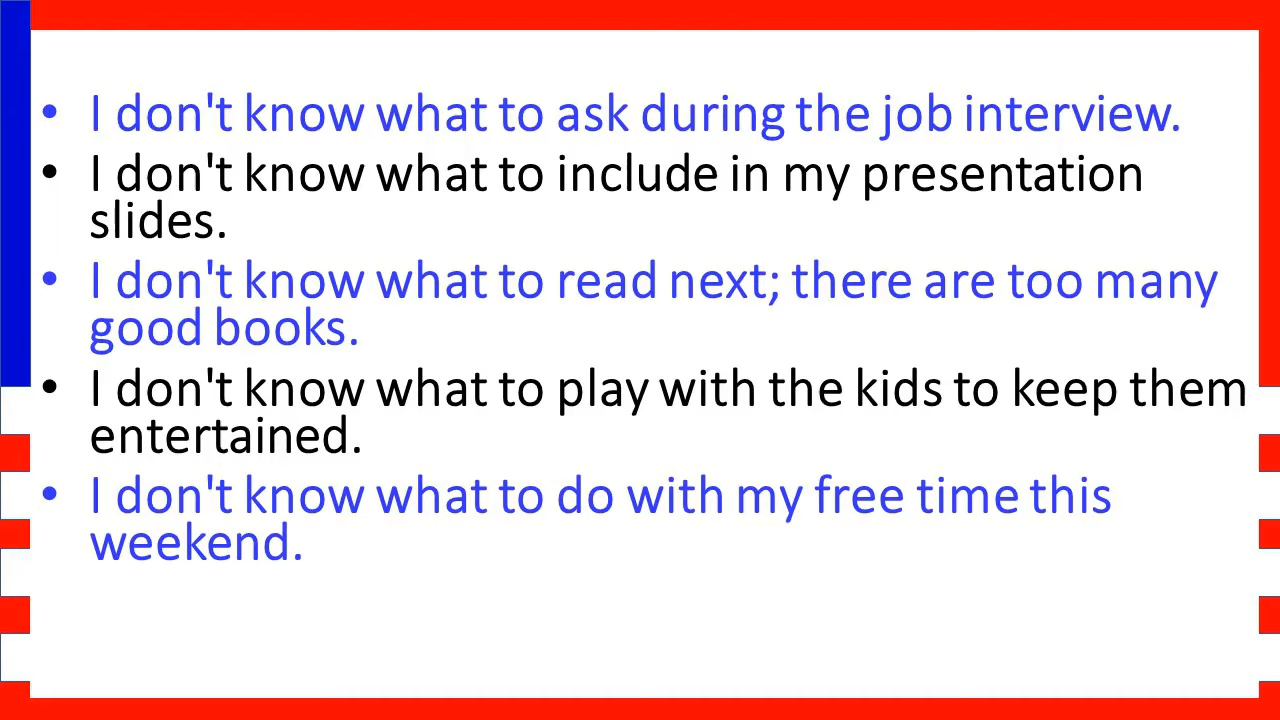 • I don't know what to ask during the job interview.
• I don't know what to include in my presentation
slides.
• I don't know what to read next; there are too many
good books.
• I don't know what to play with the kids to keep them
entertained.
• I don't know what to do with my free time this
weekend.